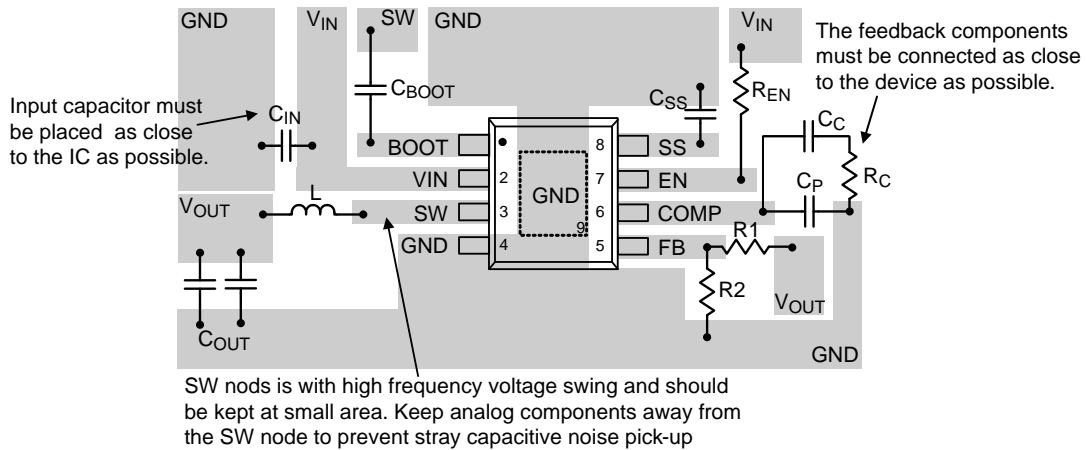 GND
VIN
SW
GND
VIN
The feedback components
must be connected as close
to the device as possible.
CBOOT
CSS
REN
Input capacitor must
be placed as close
to the IC as possible.
CIN
CC
RC
CP
BOOT
8
SS
VIN
2
7
EN
GND
VOUT
L
SW
3
6
COMP
9
GND
4
5
FB
R1
R2
VOUT
COUT
GND
SW nods is with high frequency voltage swing and should
be kept at small area. Keep analog components away from
the SW node to prevent stray capacitive noise pick-up